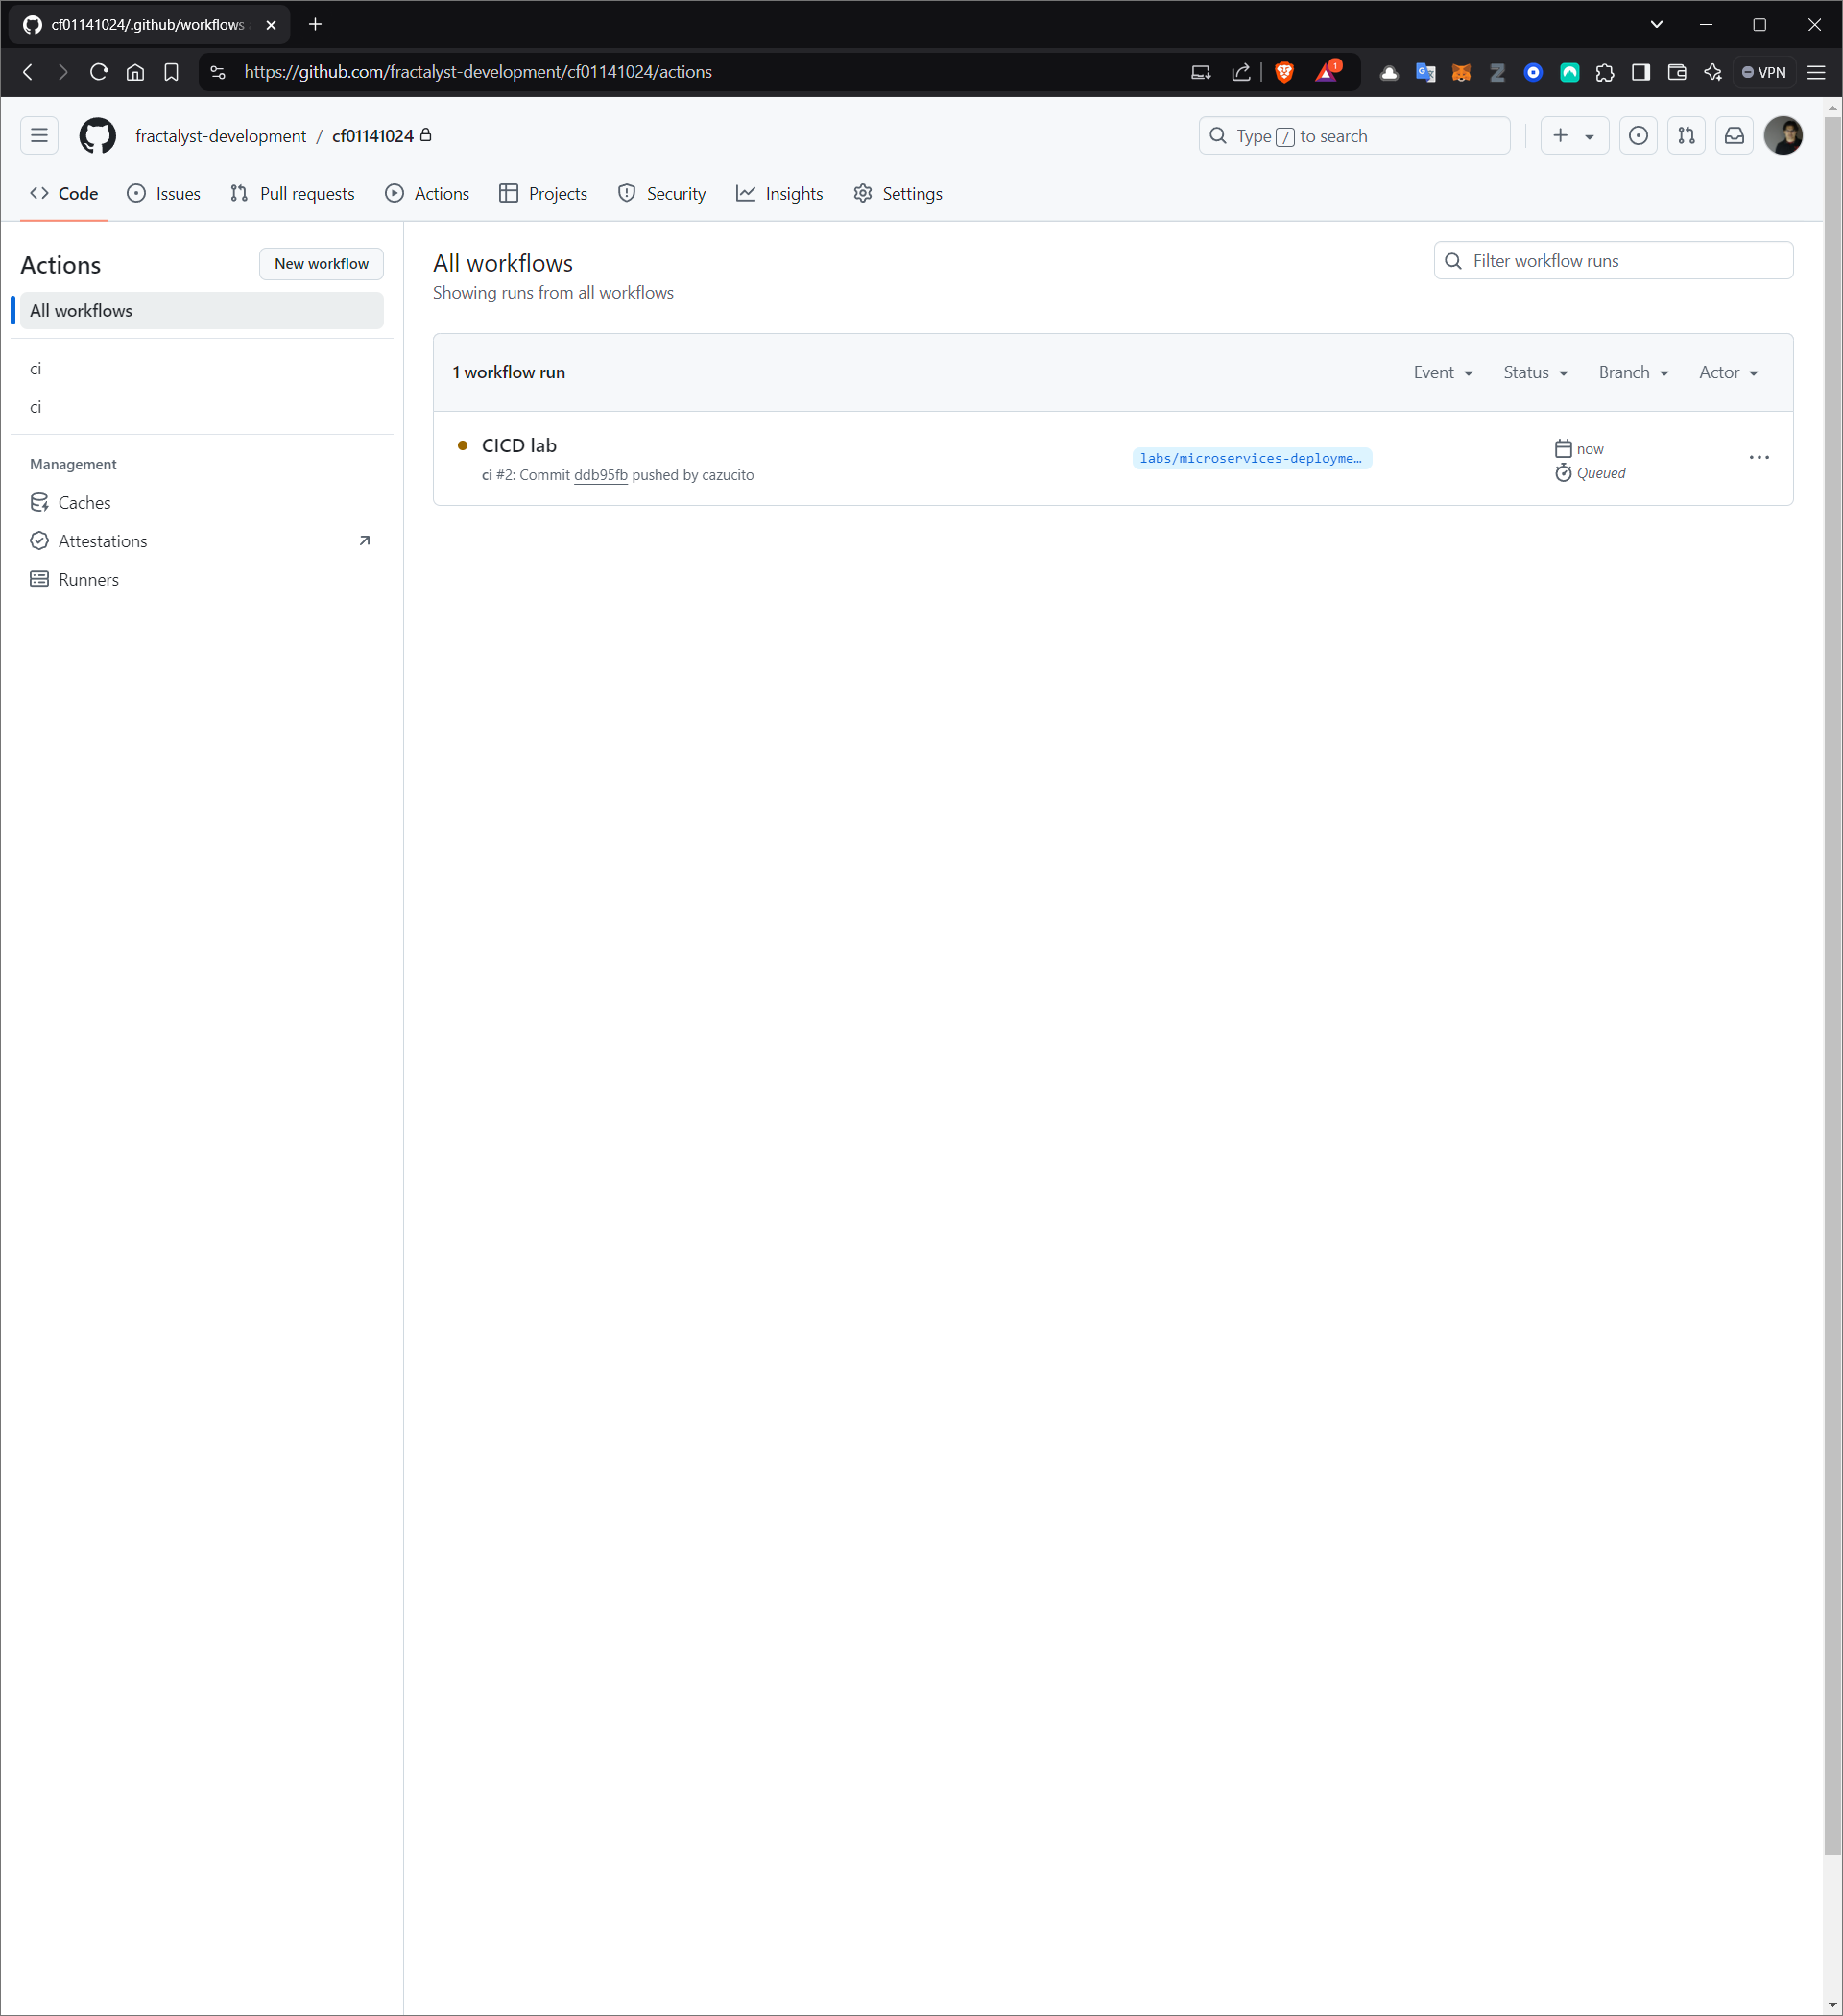 cf01141024/.github/workflows
https://github.com/fractalyst-development/cf01141024/actions
1
VPN
fractalyst-development / cf01141024
Type / to search
Code
Issues
Pull requests
Actions
Projects
Security
Insights
Settings
Actions
New workflow
All workflows
ci
ci
Management
Caches
Attestations
Runners
All workflows
Showing runs from all workflows
Filter workflow runs
1 workflow run
Event
Status
Branch
Actor
CICD lab
ci #2: Commit ddb95fb pushed by cazucito
labs/microservices-deployme…
now
Queued